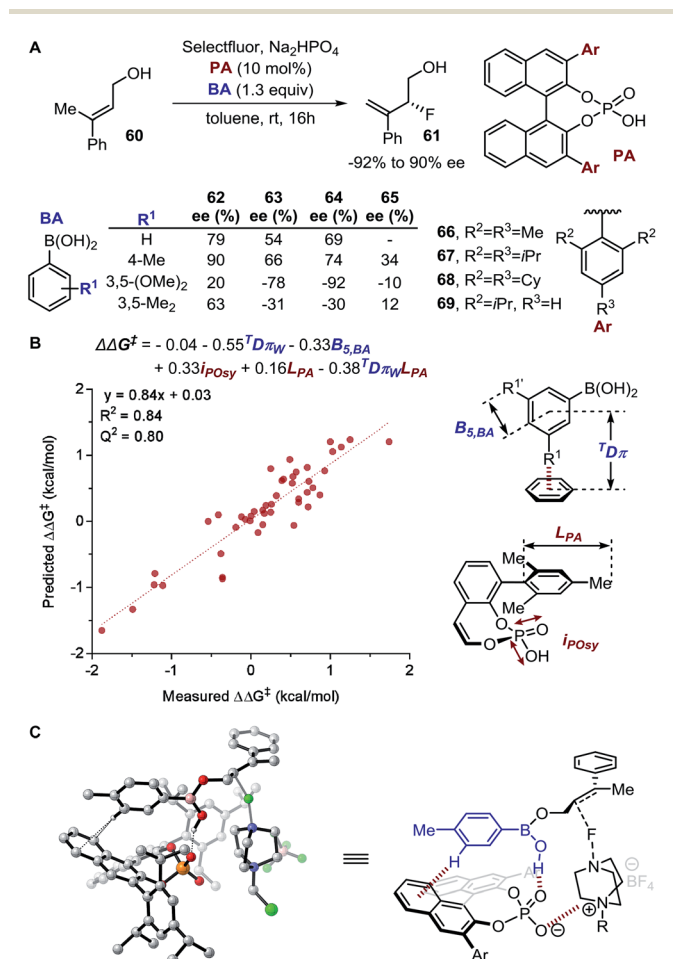 A
Selectfluor, Na2HPO4
PA (10 mol%)
BA (1.3 equiv)
toluene, rt, 16h
OH
Me
Ph
60
OH
F
Ph
61
-92% to 90% ee
Ar
O
O
P
O
OH
Ar
PA
BA
B(OH)2
R1
R1 62 ee (%) 63 ee (%) 64 ee (%) 65 ee (%)
H 79 54 69 -
4-Me 90 66 74 34
3,5-(OMe)2 20 -78 -92 -10
3,5-Me2 63 -31 -30 12
66, R2=R3=Me
67, R2=R3=iPr
68, R2=R3=Cy
69, R2=iPr, R3=H
R2
R2
R3
Ar
B
ΔΔG‡ = - 0.04 - 0.55TDπW - 0.33B5,BA
+ 0.33iPOsy + 0.16LPA - 0.38TDπWLPA
y = 0.84x + 0.03
R2 = 0.84
Q2 = 0.80
2
1
0
-1
-2
-2 -1 0 1 2
Predicted ΔΔG‡ (kcal/mol)
Measured ΔΔG‡ (kcal/mol)
R1'
B(OH)2
B5,BA
R1
TDπ
LPA
Me
Me
Me
O
P
O
O
OH
iPOsy
C
Me
H
B
O
O
H
Me
F
N
N
R
BF4
Ar
O
O
P
O
O
Ar